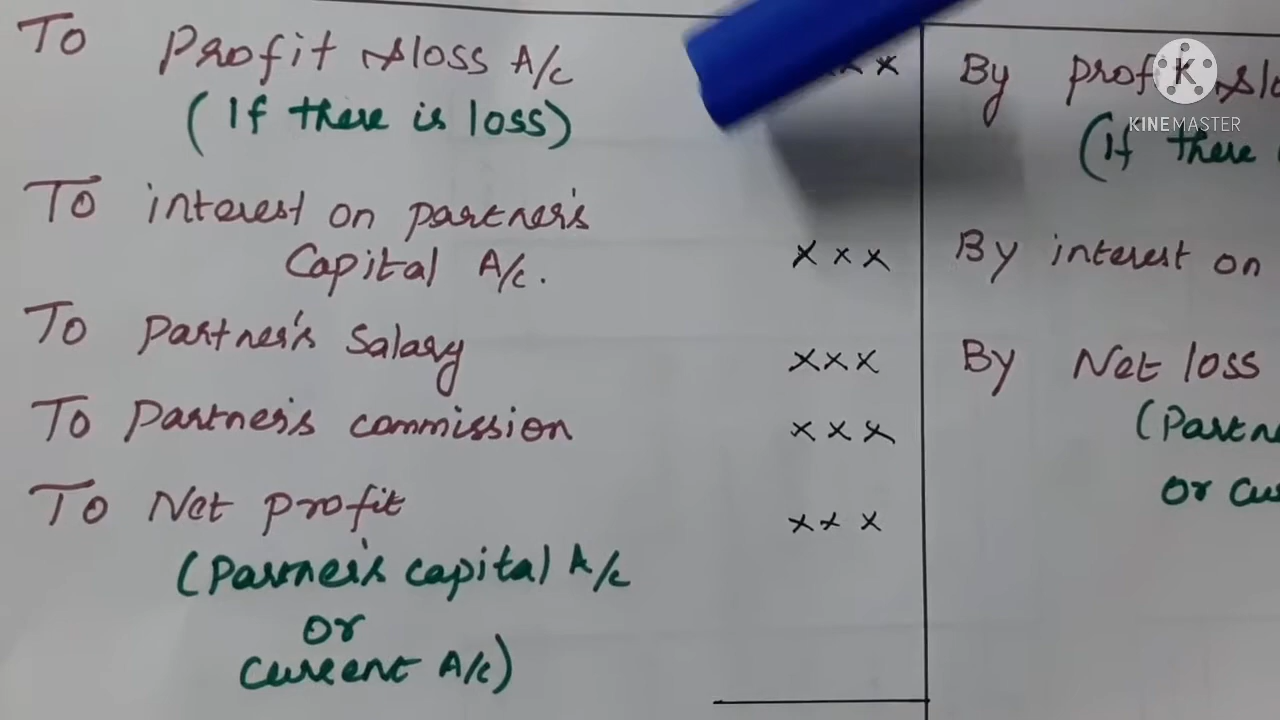 To Profit & loss A/c
(If there is loss)
To interest on partner's
Capital A/c.
xxx
To Partner's Salary
xxx
To Partner's commission
xxx
To Net profit
xxx
(Partner's capital A/c
or
Current A/c)
By
(If there
By interest on
By Net loss
or
KINEMASTER